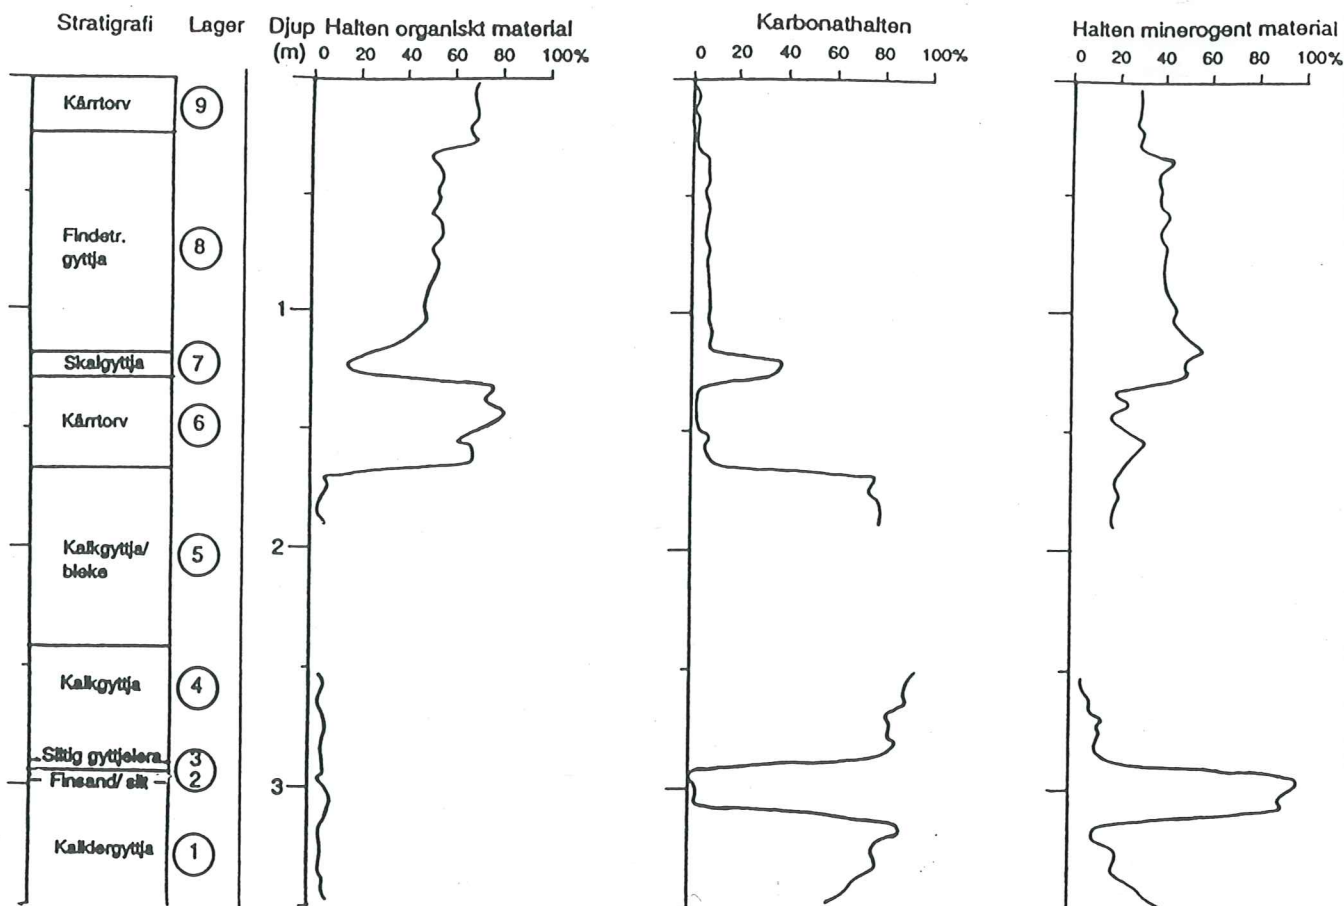 Stratigrafi Lager Djup Halten organiskt material Karbonathalten Halten minerogent material
(m) 0 20 40 60 80 100% 0 20 40 60 80 100% 0 20 40 60 80 100%
Kärrtorv 9
Findetr. 8
gyttja
1
Skalgyttja 7
Kärrtorv 6
Kalkgyttja/ 5 2
bleke
Kalkgyttja 4
Siltig gyttjelera 3
Finsand/ silt 2 3
Kalklergyttja 1